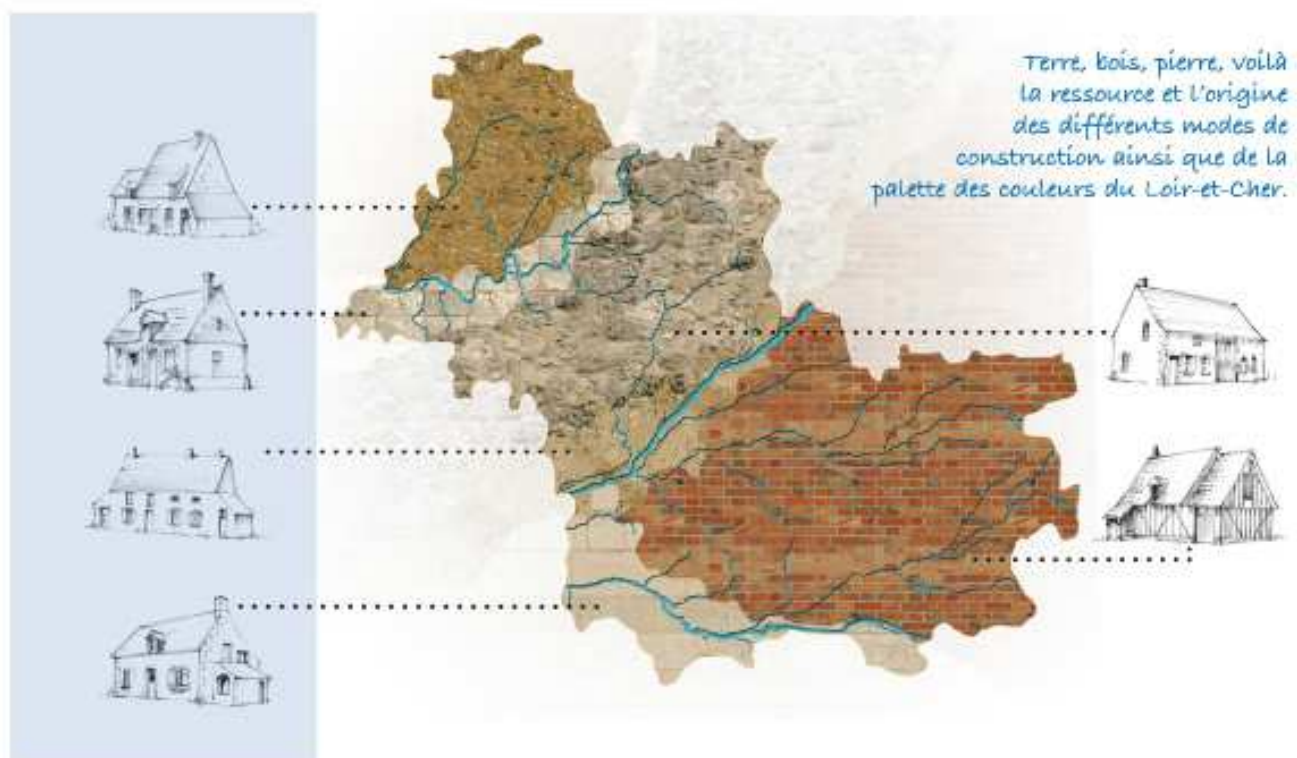 Terre, bois, pierre, voilà
la ressource et l'origine
des différents modes de
construction ainsi que de la
palette des couleurs du Loir-et-Cher.